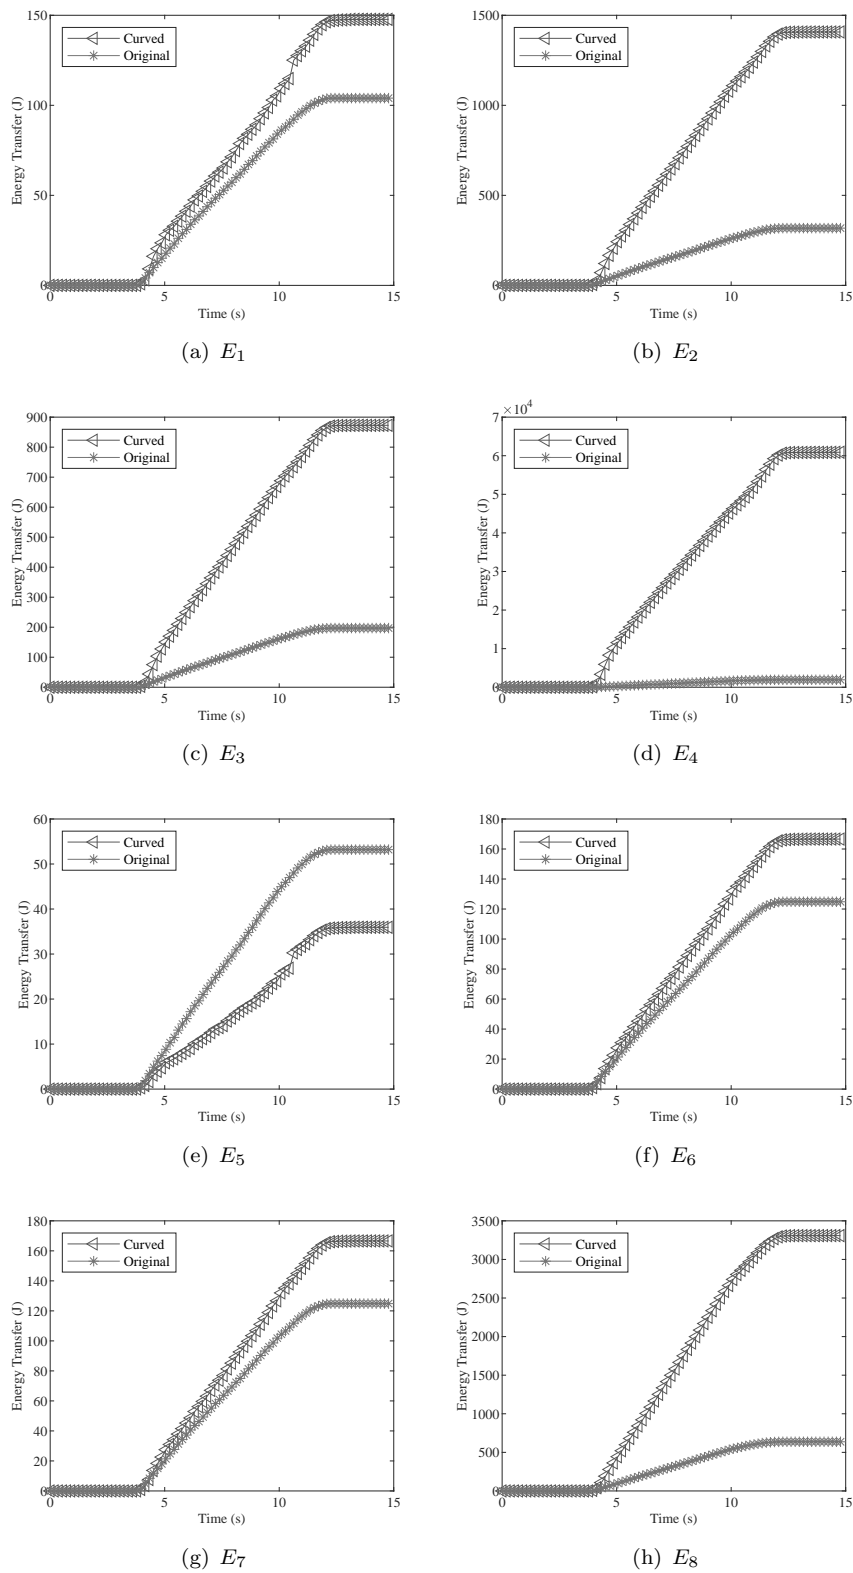 150
100
50
0
0 5 10 15
Energy Transfer (J)
Time (s)
Curved
Original
(a) E1
1500
1000
500
0
0 5 10 15
Energy Transfer (J)
Time (s)
Curved
Original
(b) E2
900
800
700
600
500
400
300
200
100
0
0 5 10 15
Energy Transfer (J)
Time (s)
Curved
Original
(c) E3
×10^4
7
6
5
4
3
2
1
0
0 5 10 15
Energy Transfer (J)
Time (s)
Curved
Original
(d) E4
60
50
40
30
20
10
0
0 5 10 15
Energy Transfer (J)
Time (s)
Curved
Original
(e) E5
180
160
140
120
100
80
60
40
20
0
0 5 10 15
Energy Transfer (J)
Time (s)
Curved
Original
(f) E6
180
160
140
120
100
80
60
40
20
0
0 5 10 15
Energy Transfer (J)
Time (s)
Curved
Original
(g) E7
3500
3000
2500
2000
1500
1000
500
0
0 5 10 15
Energy Transfer (J)
Time (s)
Curved
Original
(h) E8